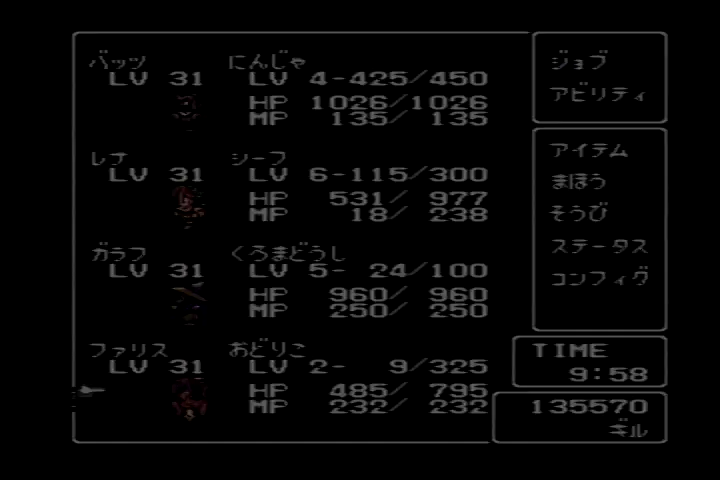 バッツ にんじゃ
LV 31 LV 4-425/450
HP 1026/1026
MP 135/ 135
レナ シーフ
LV 31 LV 6-115/300
HP 531/ 977
MP 18/ 238
ガラフ くろまどうし
LV 31 LV 5- 24/100
HP 960/ 960
MP 250/ 250
ファリス おどりこ
LV 31 LV 2- 9/325
HP 485/ 795
MP 232/ 232
ジョブ
アビリティ
アイテム
まほう
そうび
ステータス
コンフィグ
TIME
9:58
135570
ギル